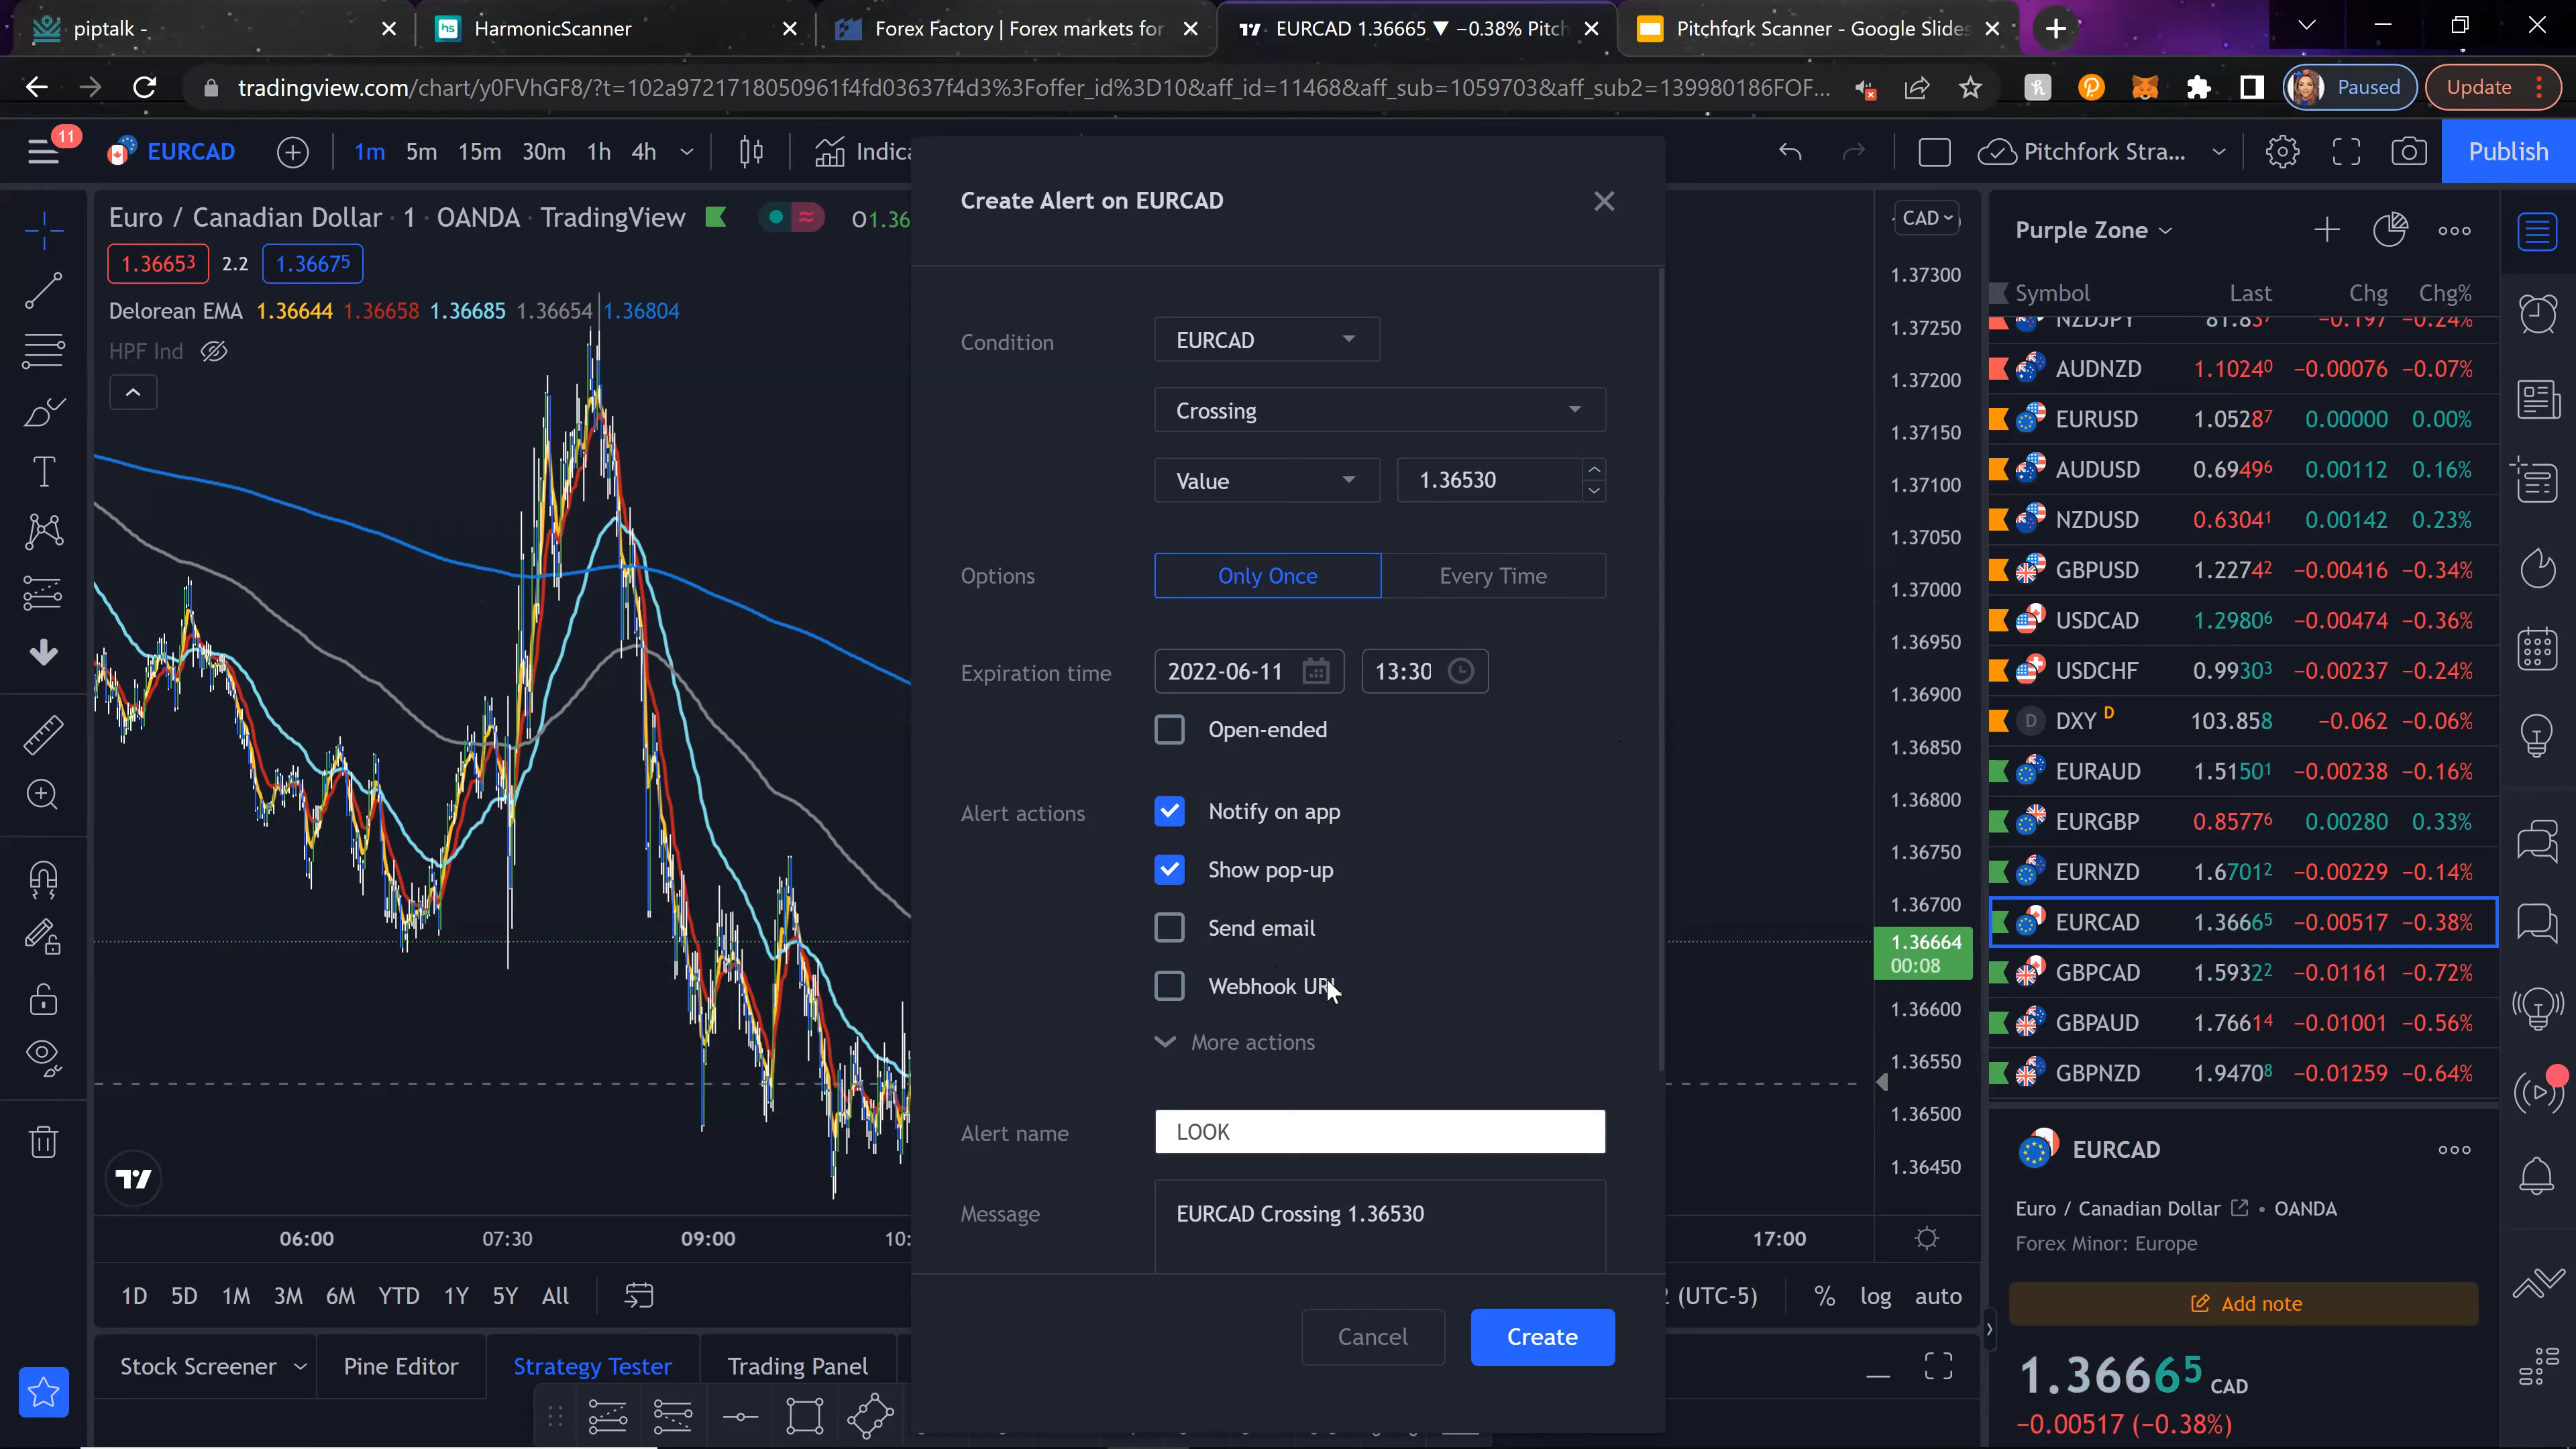 piptalk -
hs HarmonicScanner
Forex Factory | Forex markets for
EURCAD 1.36665 ▼ −0.38% Pitch
Pitchfork Scanner - Google Slides
tradingview.com/chart/y0FVhGF8/?t=102a9721718050961f4fd03637f4d3%3Foffer_id%3D10&aff_id=11468&aff_sub=1059703&aff_sub2=139980186FOF...
Paused
Update
11
EURCAD
1m 5m 15m 30m 1h 4h
Indica
Pitchfork Stra...
Publish
Euro / Canadian Dollar · 1 · OANDA · TradingView
O1.36
1.36653 2.2 1.36675
Delorean EMA 1.36644 1.36658 1.36685 1.36654 1.36804
HPF Ind
Create Alert on EURCAD
Condition
EURCAD
Crossing
Value
1.36530
Options
Only Once
Every Time
Expiration time
2022-06-11
13:30
Open-ended
Alert actions
Notify on app
Show pop-up
Send email
Webhook URL
More actions
Alert name
LOOK
Message
EURCAD Crossing 1.36530
Cancel
Create
CAD
1.37300
1.37250
1.37200
1.37150
1.37100
1.37050
1.37000
1.36950
1.36900
1.36850
1.36800
1.36750
1.36700
1.36664
00:08
1.36600
1.36550
1.36500
1.36450
06:00 07:30 09:00 10: 17:00
1D 5D 1M 3M 6M YTD 1Y 5Y All
(UTC-5) % log auto
Stock Screener
Pine Editor
Strategy Tester
Trading Panel
Purple Zone
Symbol Last Chg Chg%
NZDJPY 81.837 −0.197 −0.24%
AUDNZD 1.10240 −0.00076 −0.07%
EURUSD 1.05287 0.00000 0.00%
AUDUSD 0.69496 0.00112 0.16%
NZDUSD 0.63041 0.00142 0.23%
GBPUSD 1.22742 −0.00416 −0.34%
USDCAD 1.29806 −0.00474 −0.36%
USDCHF 0.99303 −0.00237 −0.24%
D DXY D 103.858 −0.062 −0.06%
EURAUD 1.51501 −0.00238 −0.16%
EURGBP 0.85776 0.00280 0.33%
EURNZD 1.67012 −0.00229 −0.14%
EURCAD 1.36665 −0.00517 −0.38%
GBPCAD 1.59322 −0.01161 −0.72%
GBPAUD 1.76614 −0.01001 −0.56%
GBPNZD 1.94708 −0.01259 −0.64%
EURCAD
Euro / Canadian Dollar • OANDA
Forex Minor: Europe
Add note
1.36665 CAD
−0.00517 (−0.38%)